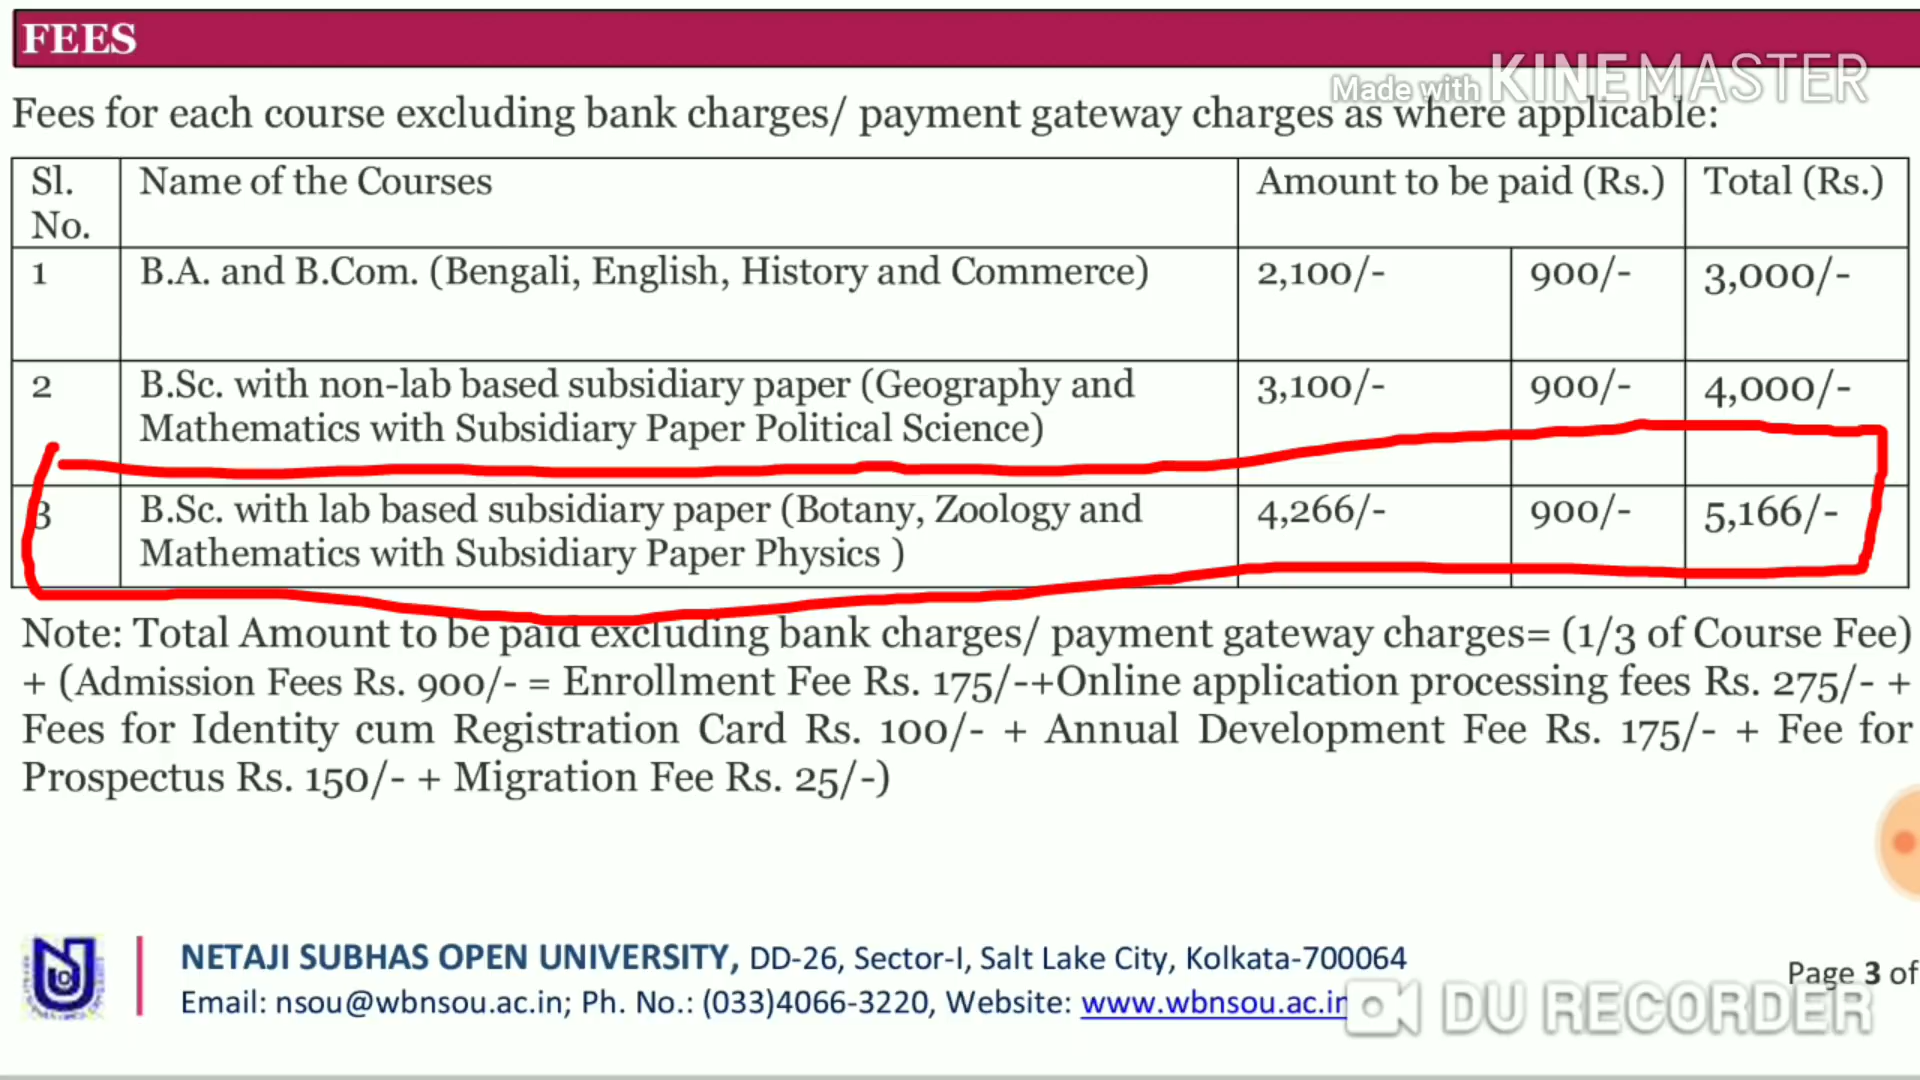 FEES
Made with KINEMASTER
Fees for each course excluding bank charges/ payment gateway charges as where applicable:
Sl. No. Name of the Courses Amount to be paid (Rs.) Total (Rs.)
1 B.A. and B.Com. (Bengali, English, History and Commerce) 2,100/- 900/- 3,000/-
2 B.Sc. with non-lab based subsidiary paper (Geography and 3,100/- 900/- 4,000/-
Mathematics with Subsidiary Paper Political Science)
3 B.Sc. with lab based subsidiary paper (Botany, Zoology and 4,266/- 900/- 5,166/-
Mathematics with Subsidiary Paper Physics )
Note: Total Amount to be paid excluding bank charges/ payment gateway charges= (1/3 of Course Fee)
+ (Admission Fees Rs. 900/- = Enrollment Fee Rs. 175/-+Online application processing fees Rs. 275/- +
Fees for Identity cum Registration Card Rs. 100/- + Annual Development Fee Rs. 175/- + Fee for
Prospectus Rs. 150/- + Migration Fee Rs. 25/-)
NETAJI SUBHAS OPEN UNIVERSITY, DD-26, Sector-I, Salt Lake City, Kolkata-700064
Page 3 of
Email: nsou@wbnsou.ac.in; Ph. No.: (033)4066-3220, Website: www.wbnsou.ac.in
DU RECORDER